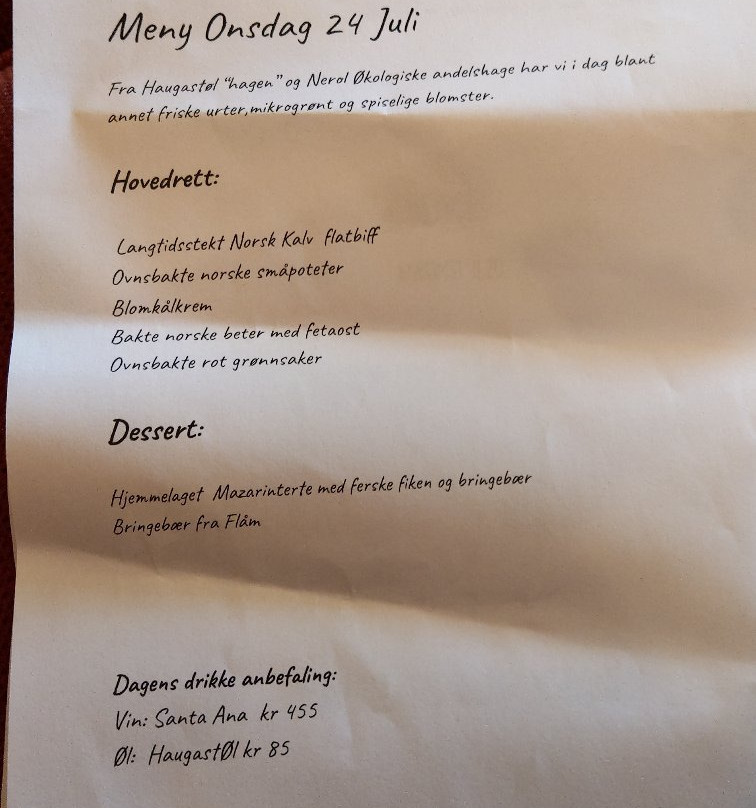 Meny Onsdag 24 Juli
Fra Haugastøl "hagen" og Nerol Økologiske andelshage har vi i dag blant
annet friske urter,mikrogrønt og spiselige blomster.
Hovedrett:
Langtidsstekt Norsk Kalv flatbiff
Ovnsbakte norske småpoteter
Blomkålkrem
Bakte norske beter med fetaost
Ovnsbakte rot grønnsaker
Dessert:
Hjemmelaget Mazarinterte med ferske fiken og bringebær
Bringebær fra Flåm
Dagens drikke anbefaling:
Vin: Santa Ana kr 455
Øl: HaugastØl kr 85